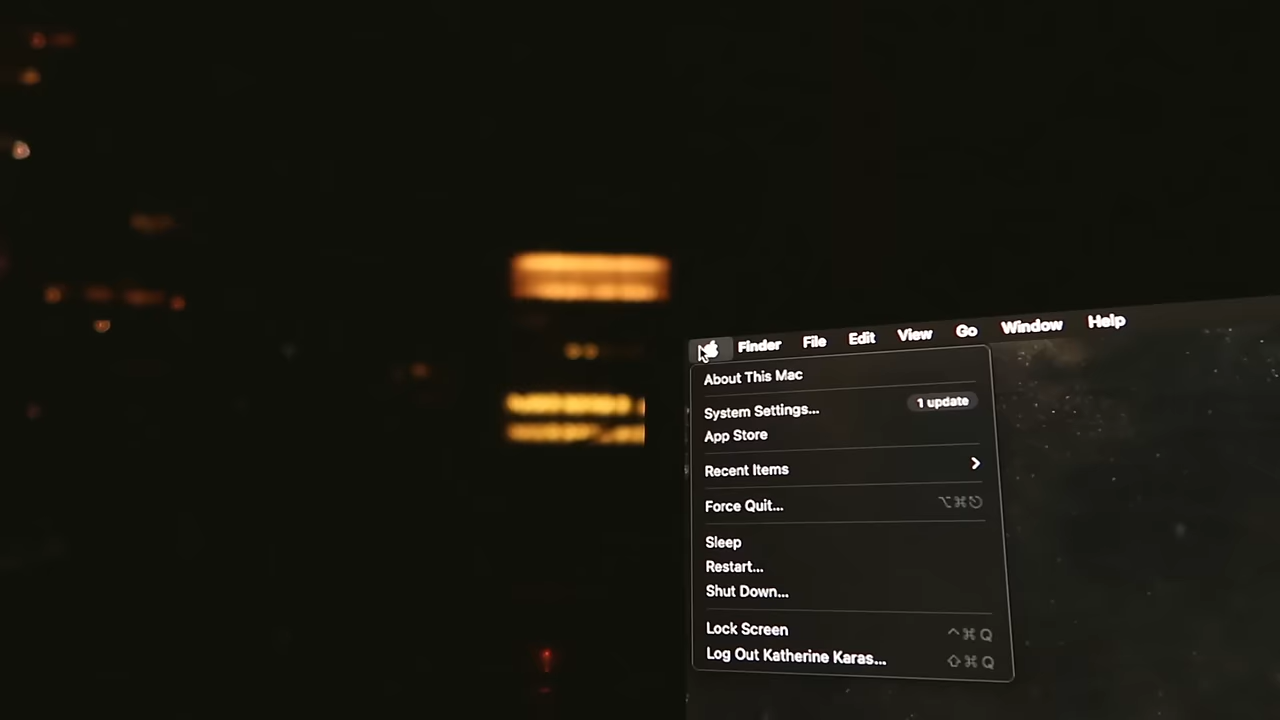 Finder File Edit View Go Window Help
About This Mac
System Settings... 1 update
App Store
Recent Items
Force Quit... ⌥⌘⎋
Sleep
Restart...
Shut Down...
Lock Screen ^⌘Q
Log Out Katherine Karas... ⇧⌘Q